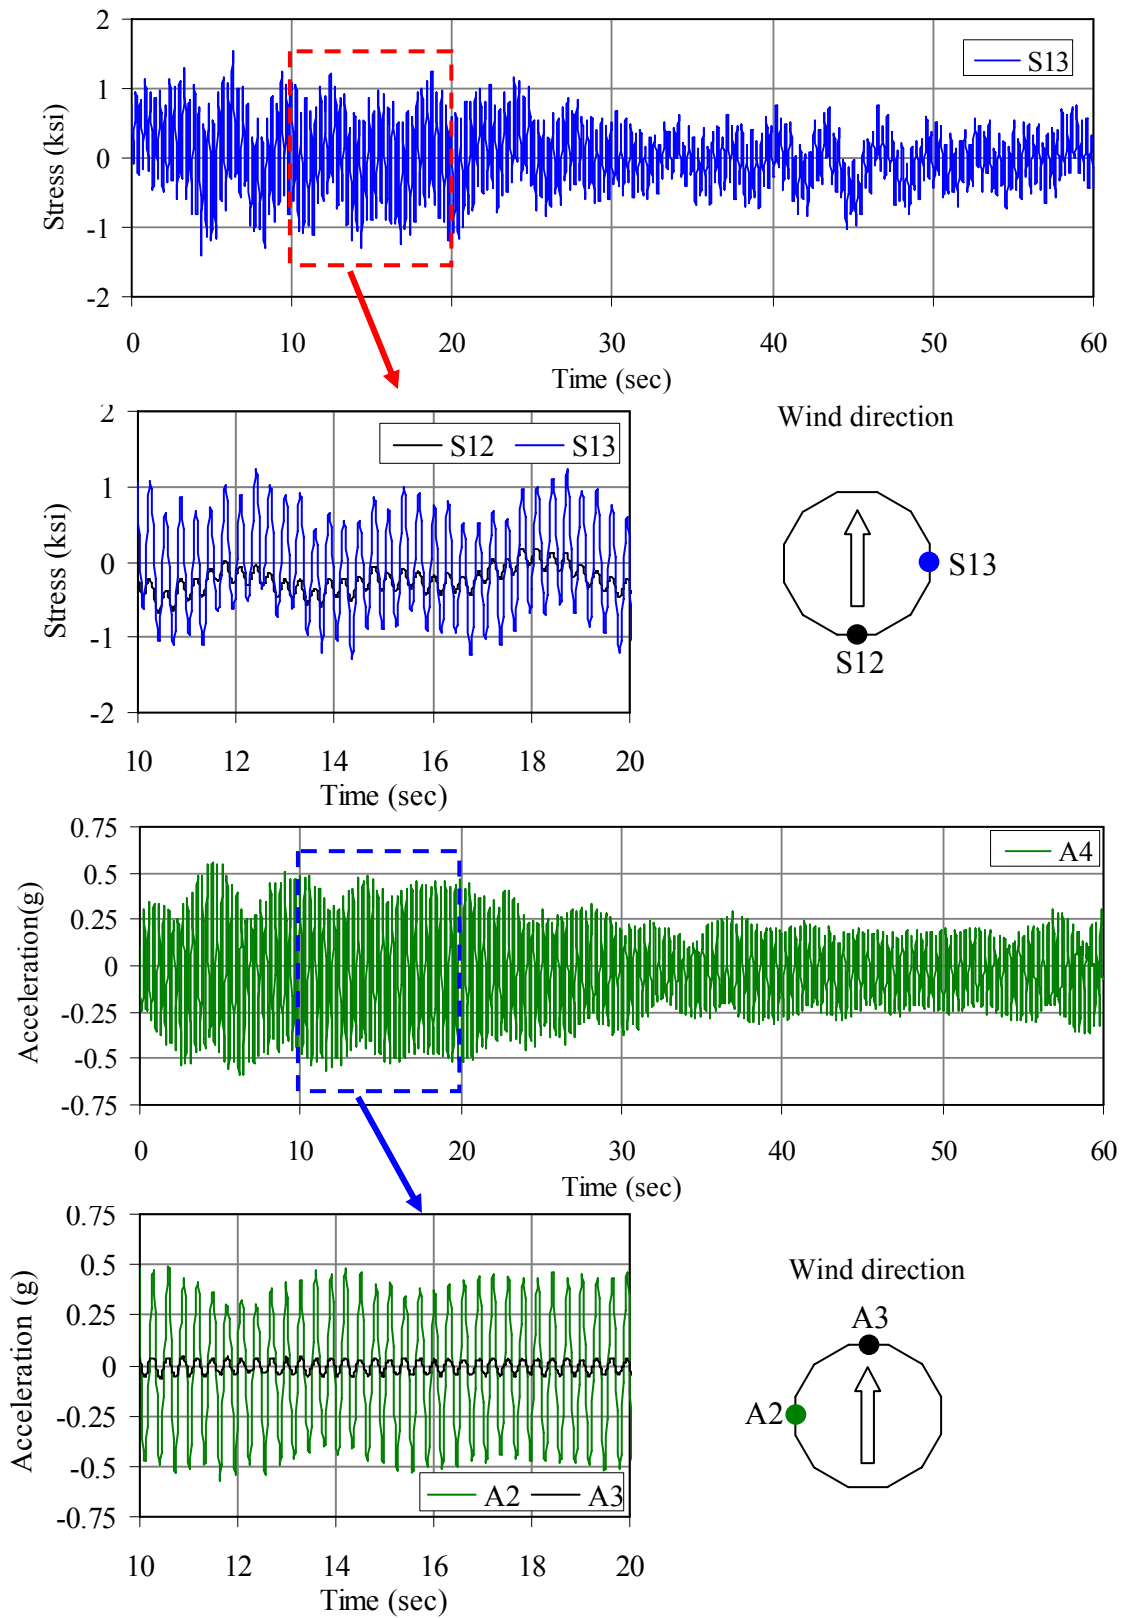 2
1
0
-1
-2
Stress (ksi)
S13
0 10 20 30 40 50 60
Time (sec)
2
1
0
-1
-2
Stress (ksi)
S12 S13
10 12 14 16 18 20
Time (sec)
Wind direction
S13
S12
0.75
0.5
0.25
0
-0.25
-0.5
-0.75
Acceleration(g)
A4
0 10 20 30 40 50 60
Time (sec)
0.75
0.5
0.25
0
-0.25
-0.5
-0.75
Acceleration (g)
A2 A3
10 12 14 16 18 20
Time (sec)
Wind direction
A3
A2